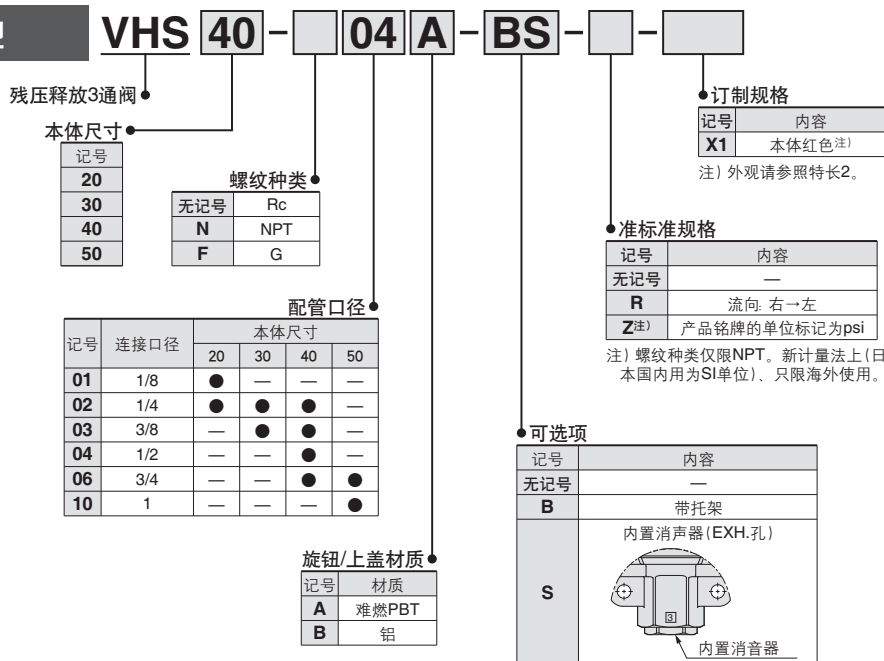 VHS 40 - 04 A - BS - -
残压释放3通阀
本体尺寸
记号
20
30
40
50
螺纹种类
无记号 Rc
N NPT
F G
配管口径
记号 连接口径 本体尺寸
20 30 40 50
01 1/8 ● — — —
02 1/4 ● ● ● —
03 3/8 — ● ● —
04 1/2 — — ● —
06 3/4 — — ● ●
10 1 — — — ●
旋钮/上盖材质
记号 材质
A 难燃PBT
B 铝
订制规格
记号 内容
X1 本体红色注)
注) 外观请参照特长2。
准标准规格
记号 内容
无记号 —
R 流向: 右→左
Z注) 产品铭牌的单位标记为psi
注) 螺纹种类仅限NPT。新计量法上(日
本国内用为SI单位)、只限海外使用。
可选项
记号 内容
无记号 —
B 带托架
S 内置消声器(EXH.孔)
3
内置消音器